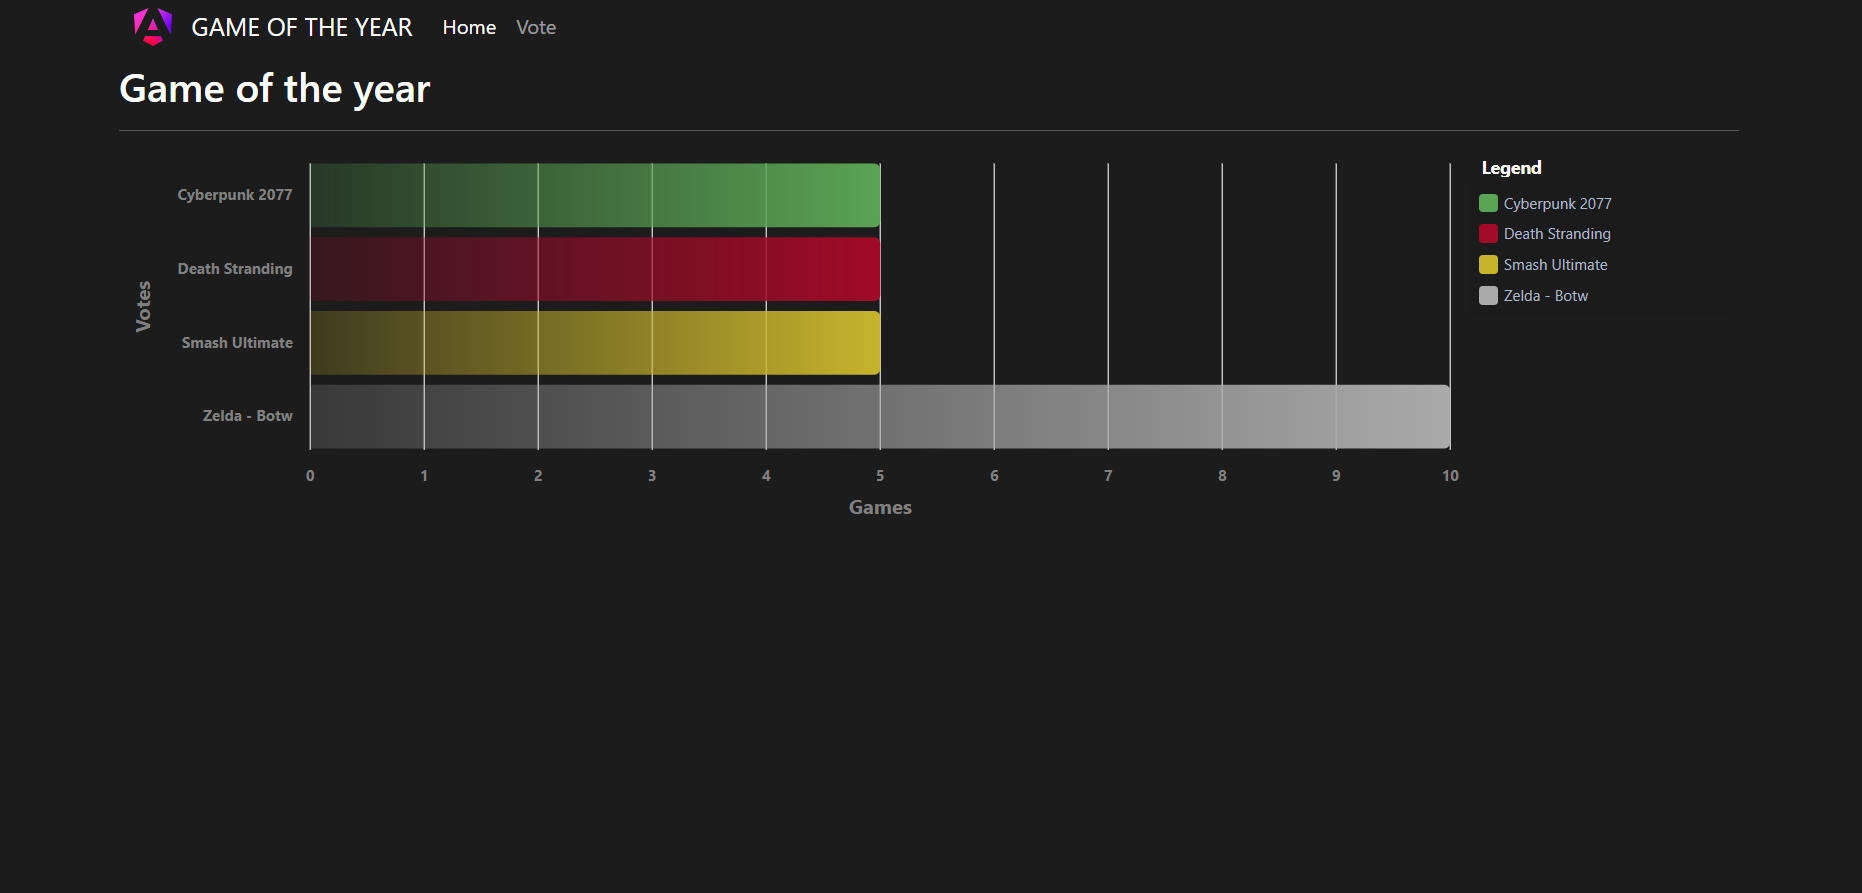 GAME OF THE YEAR Home Vote
Game of the year
Votes
Cyberpunk 2077
Death Stranding
Smash Ultimate
Zelda - Botw
0 1 2 3 4 5 6 7 8 9 10
Games
Legend
Cyberpunk 2077
Death Stranding
Smash Ultimate
Zelda - Botw